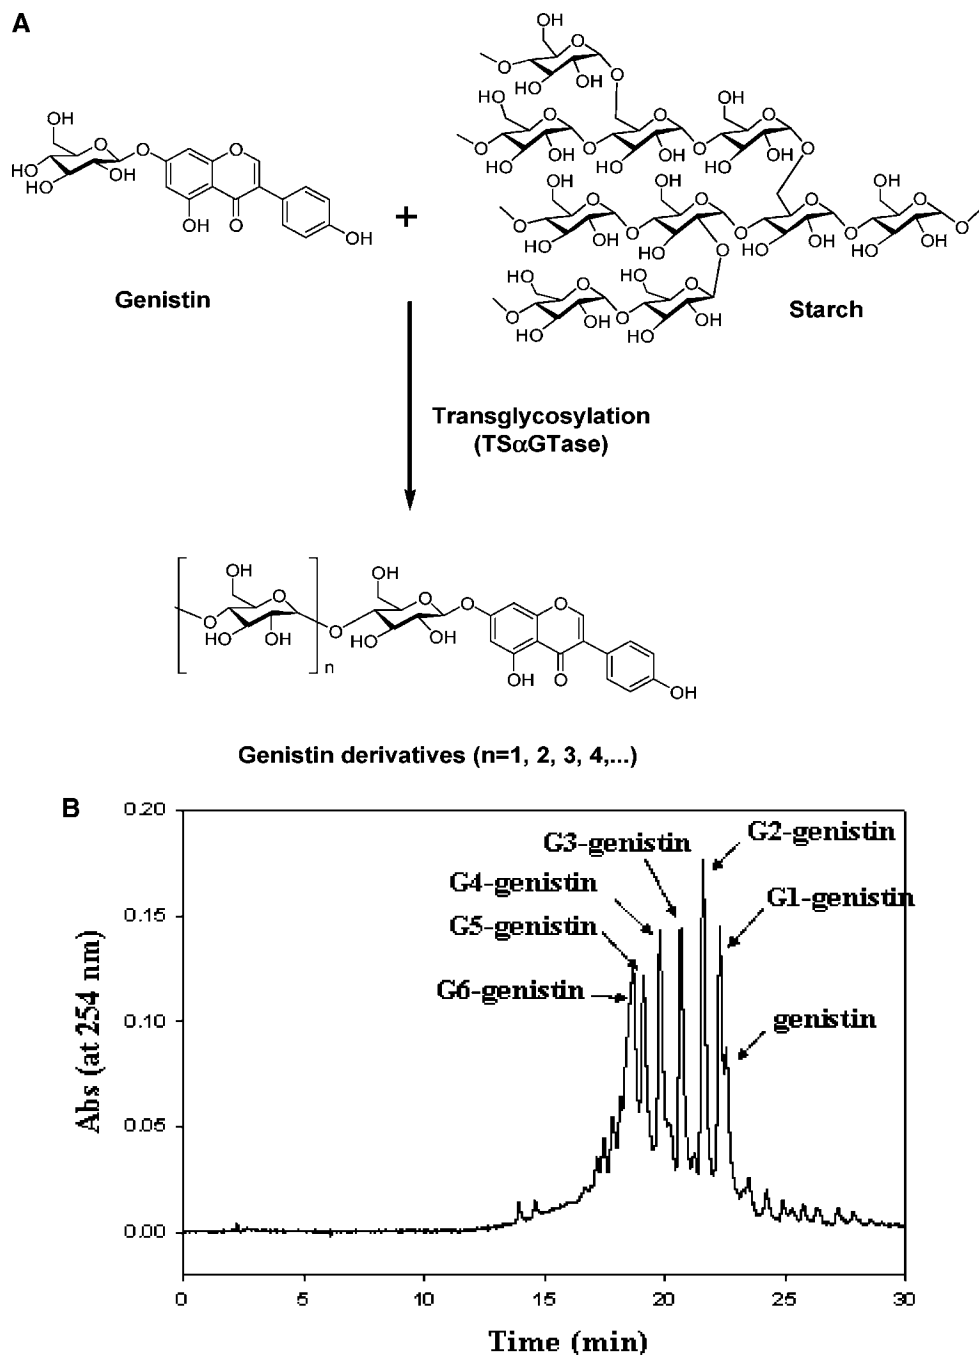 A
Genistin
+
Starch
Transglycosylation
(TSαGTase)
n
Genistin derivatives (n=1, 2, 3, 4,...)
B
G2-genistin
G3-genistin
G4-genistin
G1-genistin
G5-genistin
G6-genistin
genistin
Abs (at 254 nm)
0.20
0.15
0.10
0.05
0.00
0 5 10 15 20 25 30
Time (min)